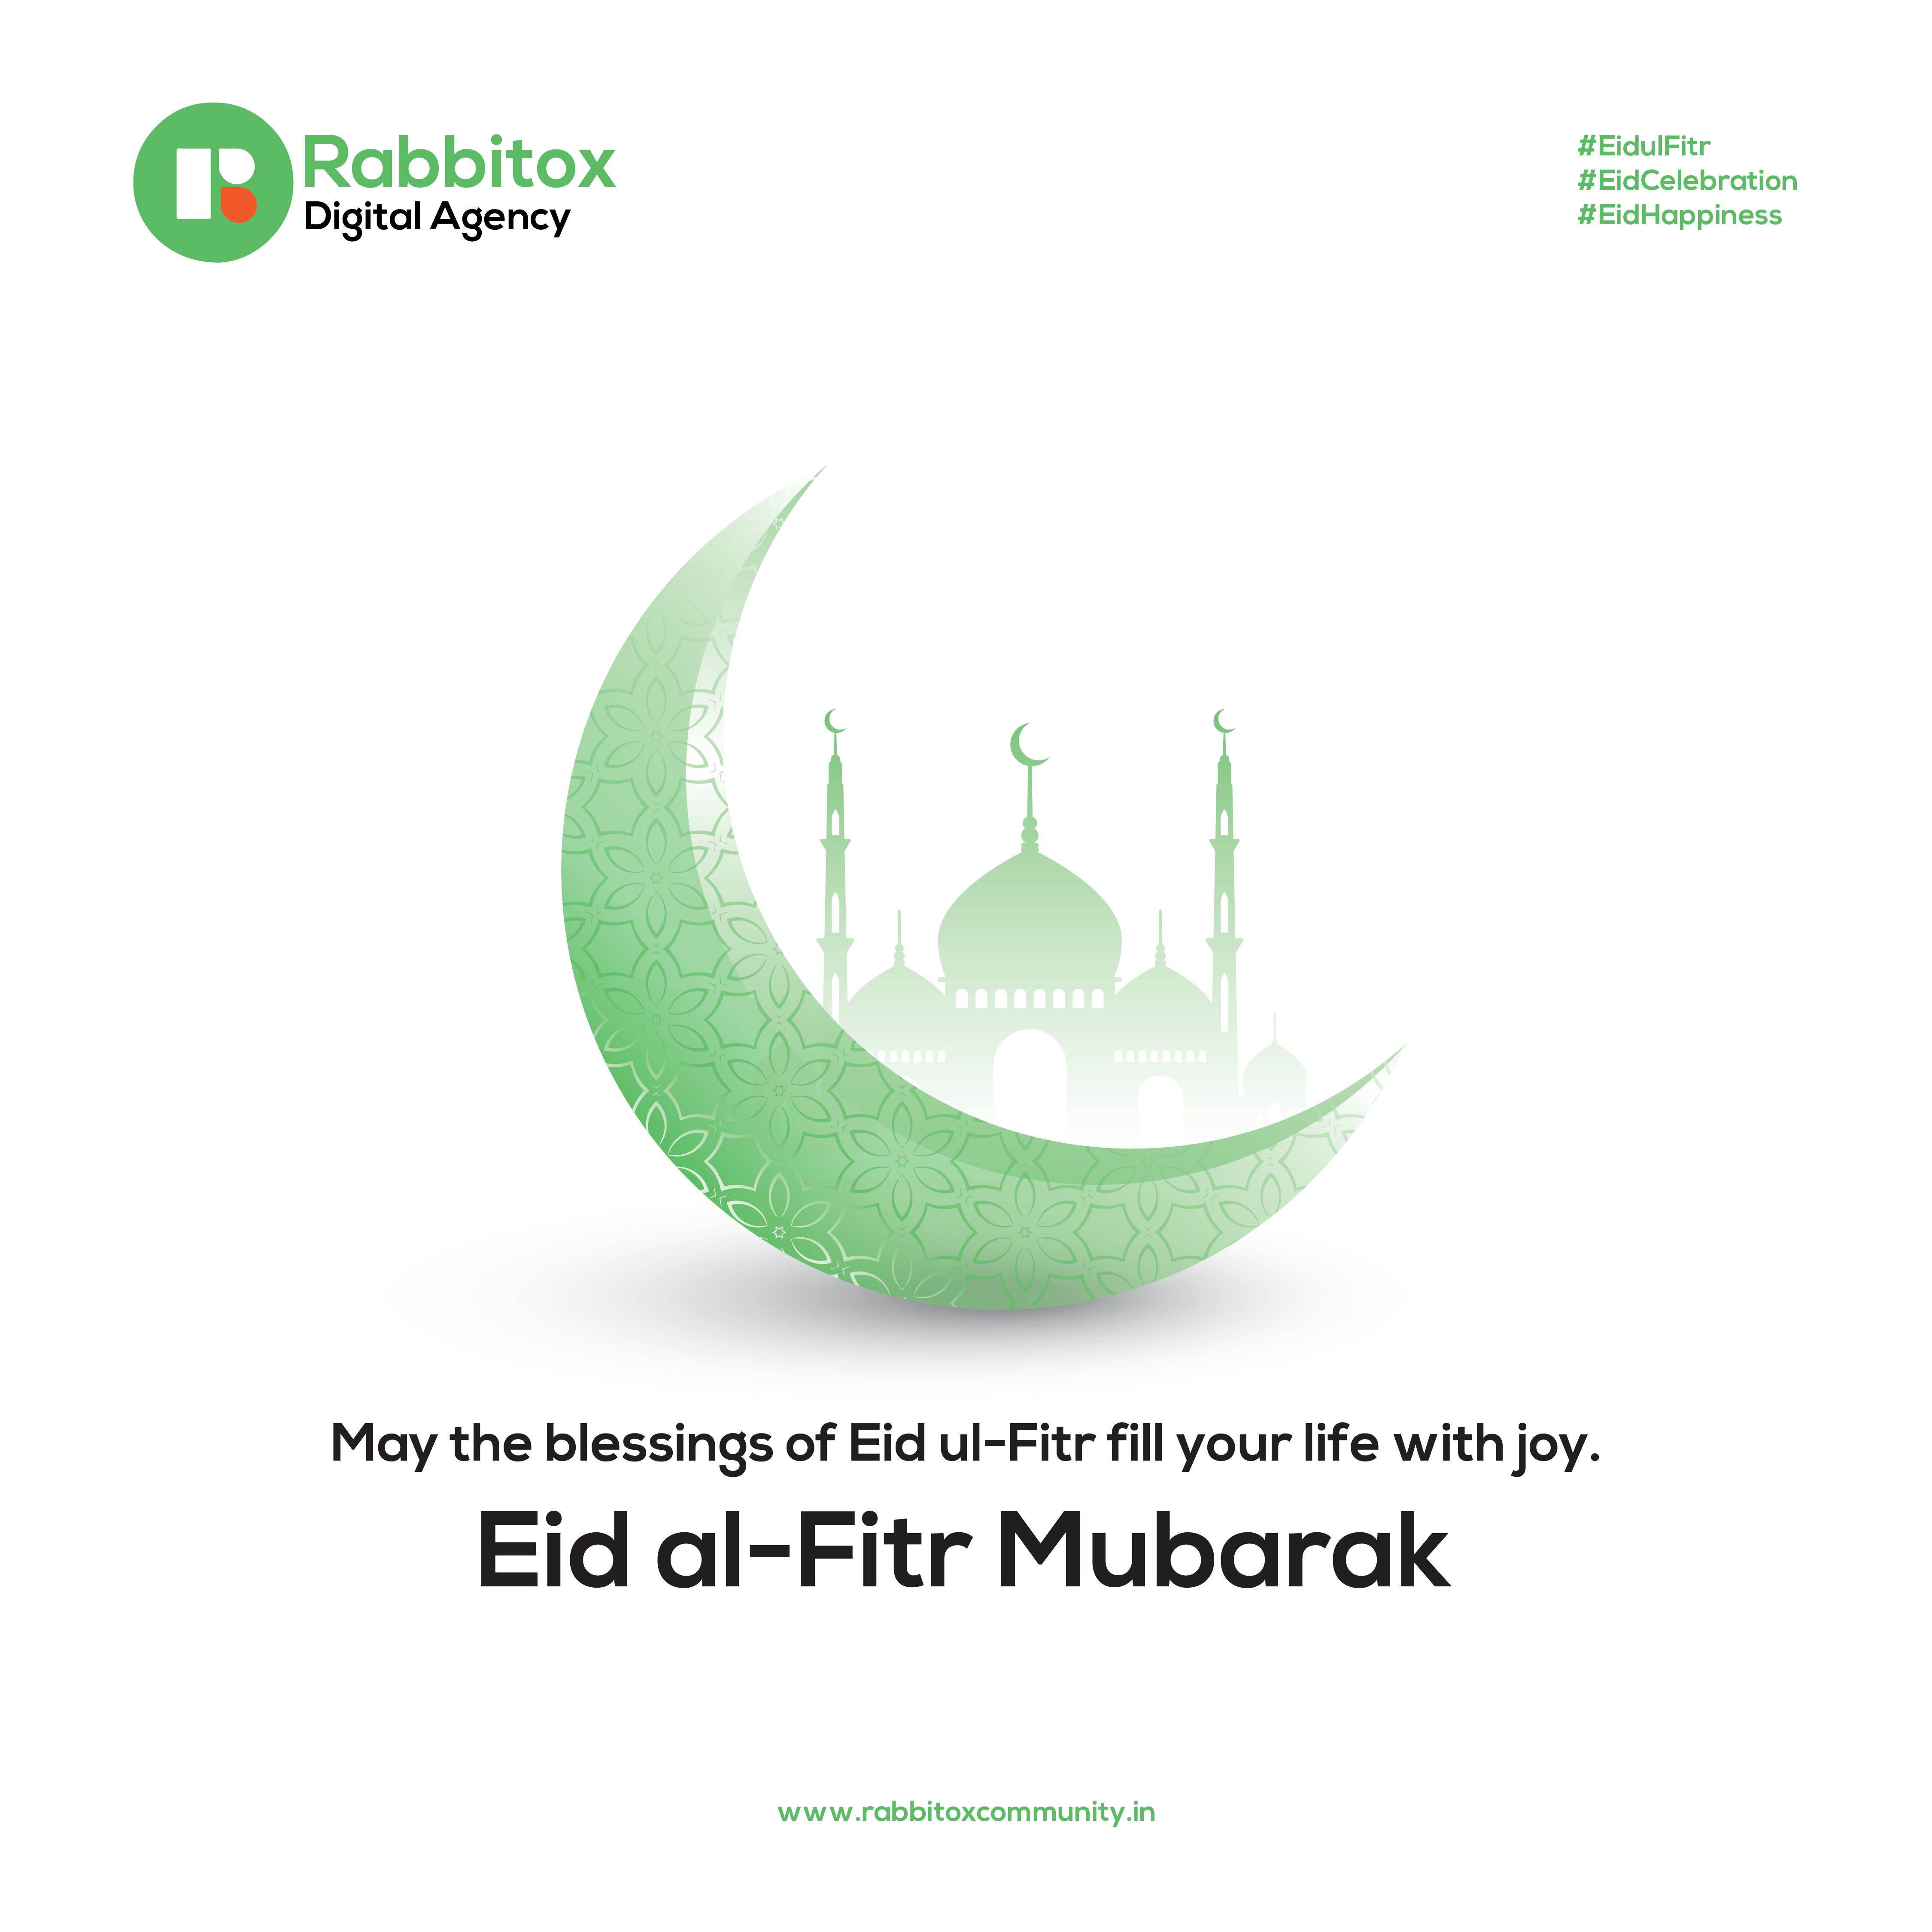 Rabbitox
Digital Agency
#EidulFitr
#EidCelebration
#EidHappiness
May the blessings of Eid ul-Fitr fill your life with joy.
Eid al-Fitr Mubarak
www.rabbitoxcommunity.in